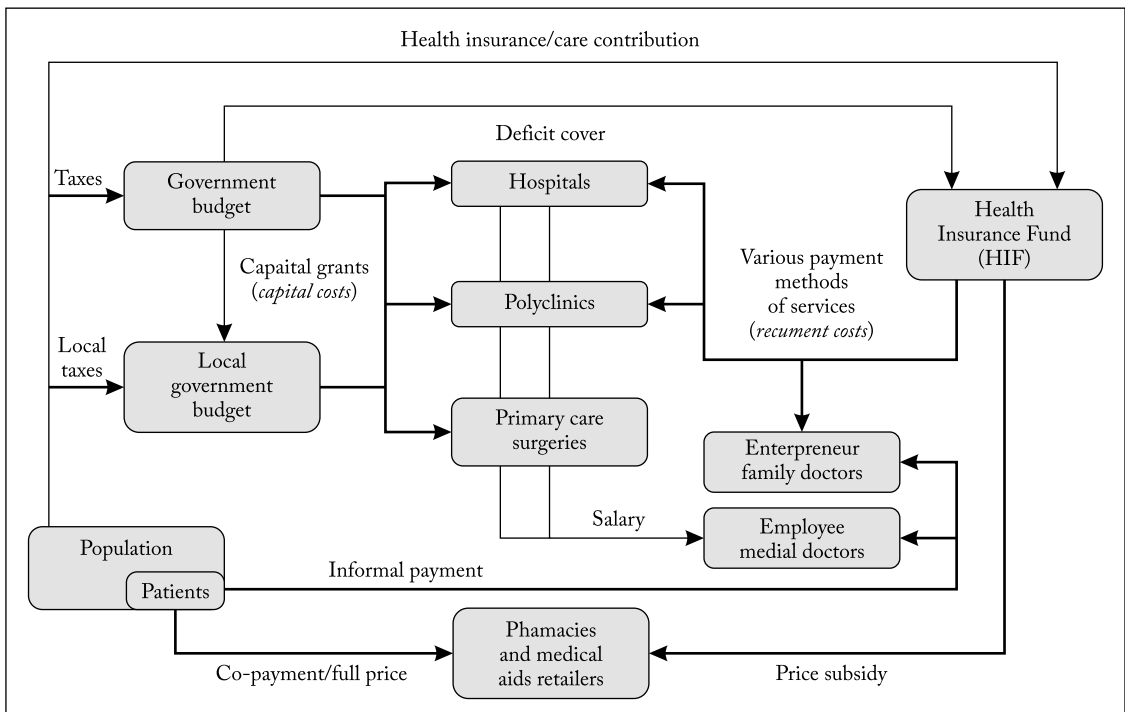 Health insurance/care contribution
Deficit cover
Taxes
Government
budget
Hospitals
Health
Insurance Fund
(HIF)
Capaital grants
(capital costs)
Various payment
methods
of services
(recument costs)
Polyclinics
Local
taxes
Local
government
budget
Primary care
surgeries
Enterpreneur
family doctors
Salary
Employee
medial doctors
Population
Patients
Informal payment
Phamacies
and medical
aids retailers
Co-payment/full price
Price subsidy